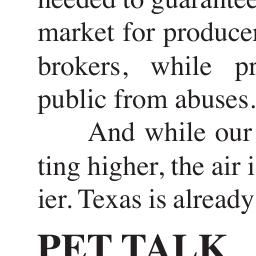 needed to guarantee
market for producer
brokers, while pr
public from abuses.
And while our
ting higher, the air i
ier. Texas is already
PET TALK